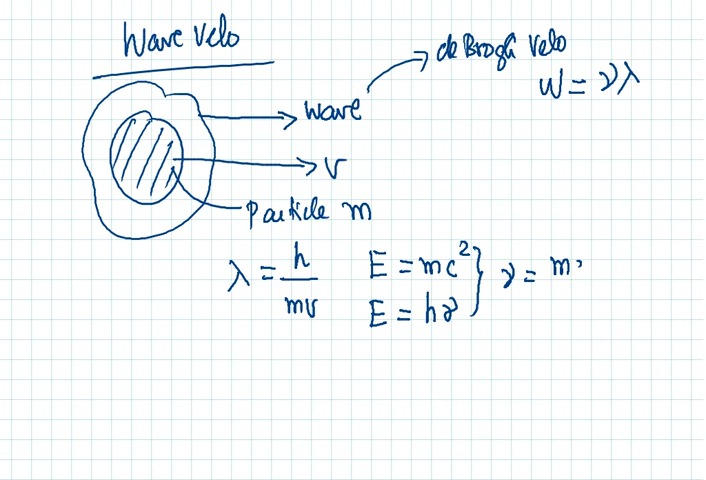 Wave Velo
de Brogli Velo
W = νλ
wave
V
Particle m
λ = h/mv
E = mc²
E = hν
ν = m